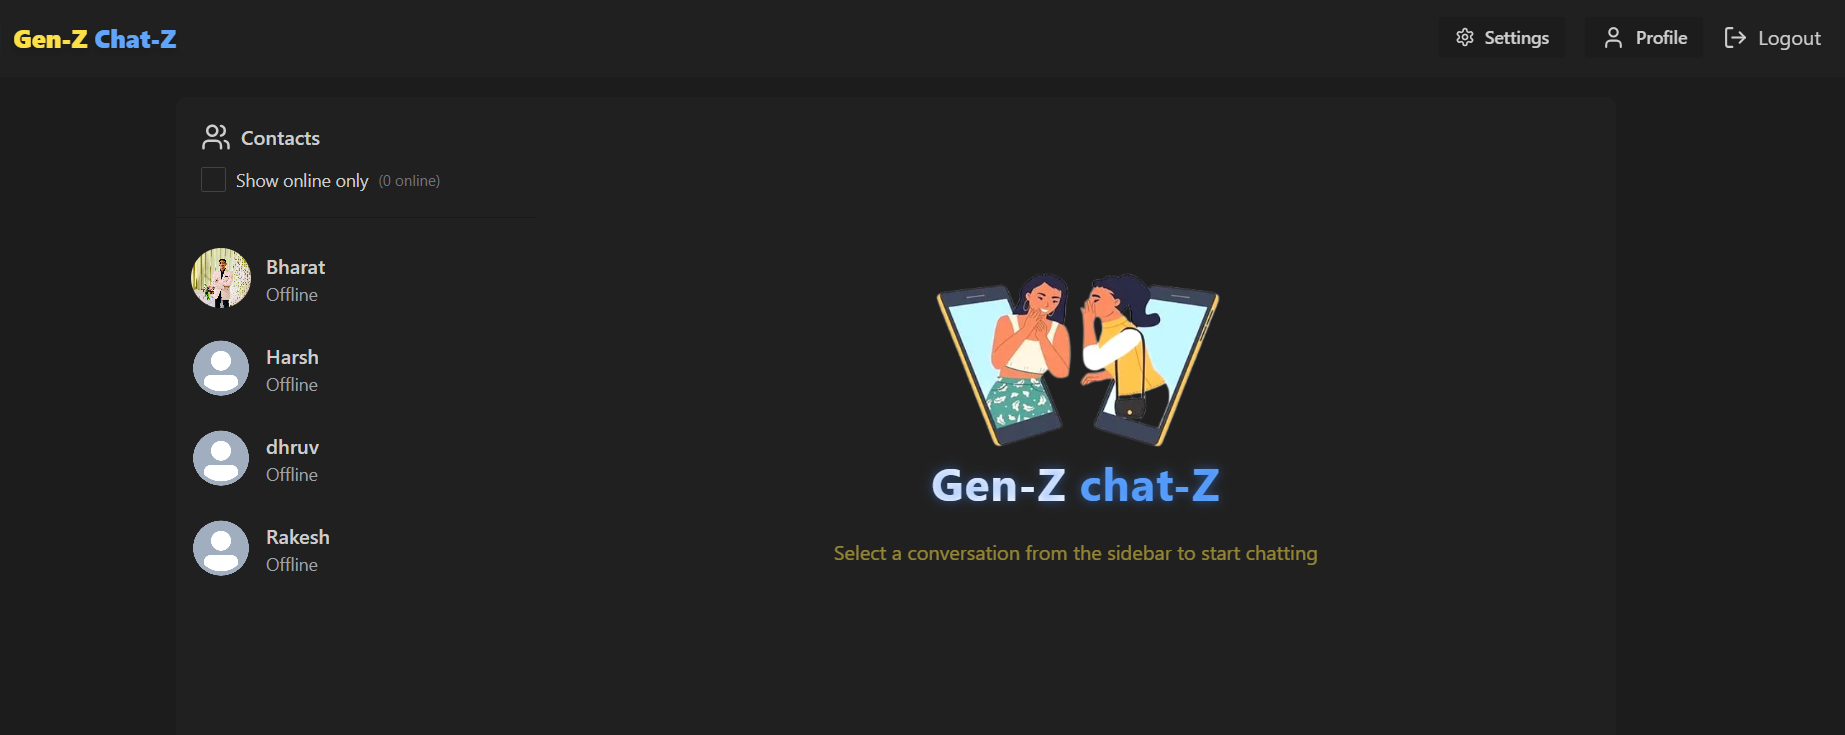 Gen-Z Chat-Z
Settings
Profile
Logout
Contacts
Show online only (0 online)
Bharat
Offline
Harsh
Offline
dhruv
Offline
Rakesh
Offline
Gen-Z chat-Z
Select a conversation from the sidebar to start chatting